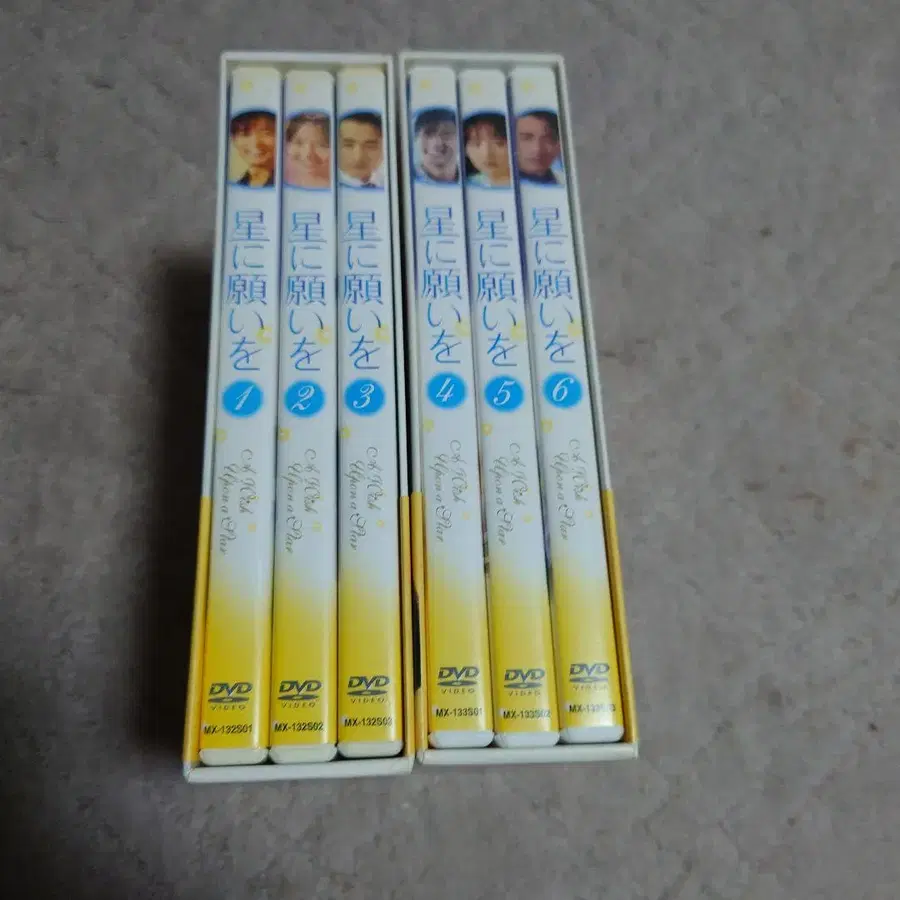 星に願いを
1
A Wish
Upon a Star
DVD
VIDEO
MX-132S01
星に願いを
2
A Wish
Upon a Star
DVD
VIDEO
MX-132S02
星に願いを
3
A Wish
Upon a Star
DVD
VIDEO
MX-132S03
星に願いを
4
A Wish
Upon a Star
DVD
VIDEO
MX-133S01
星に願いを
5
A Wish
Upon a Star
DVD
VIDEO
MX-133S02
星に願いを
6
A Wish
Upon a Star
DVD
VIDEO